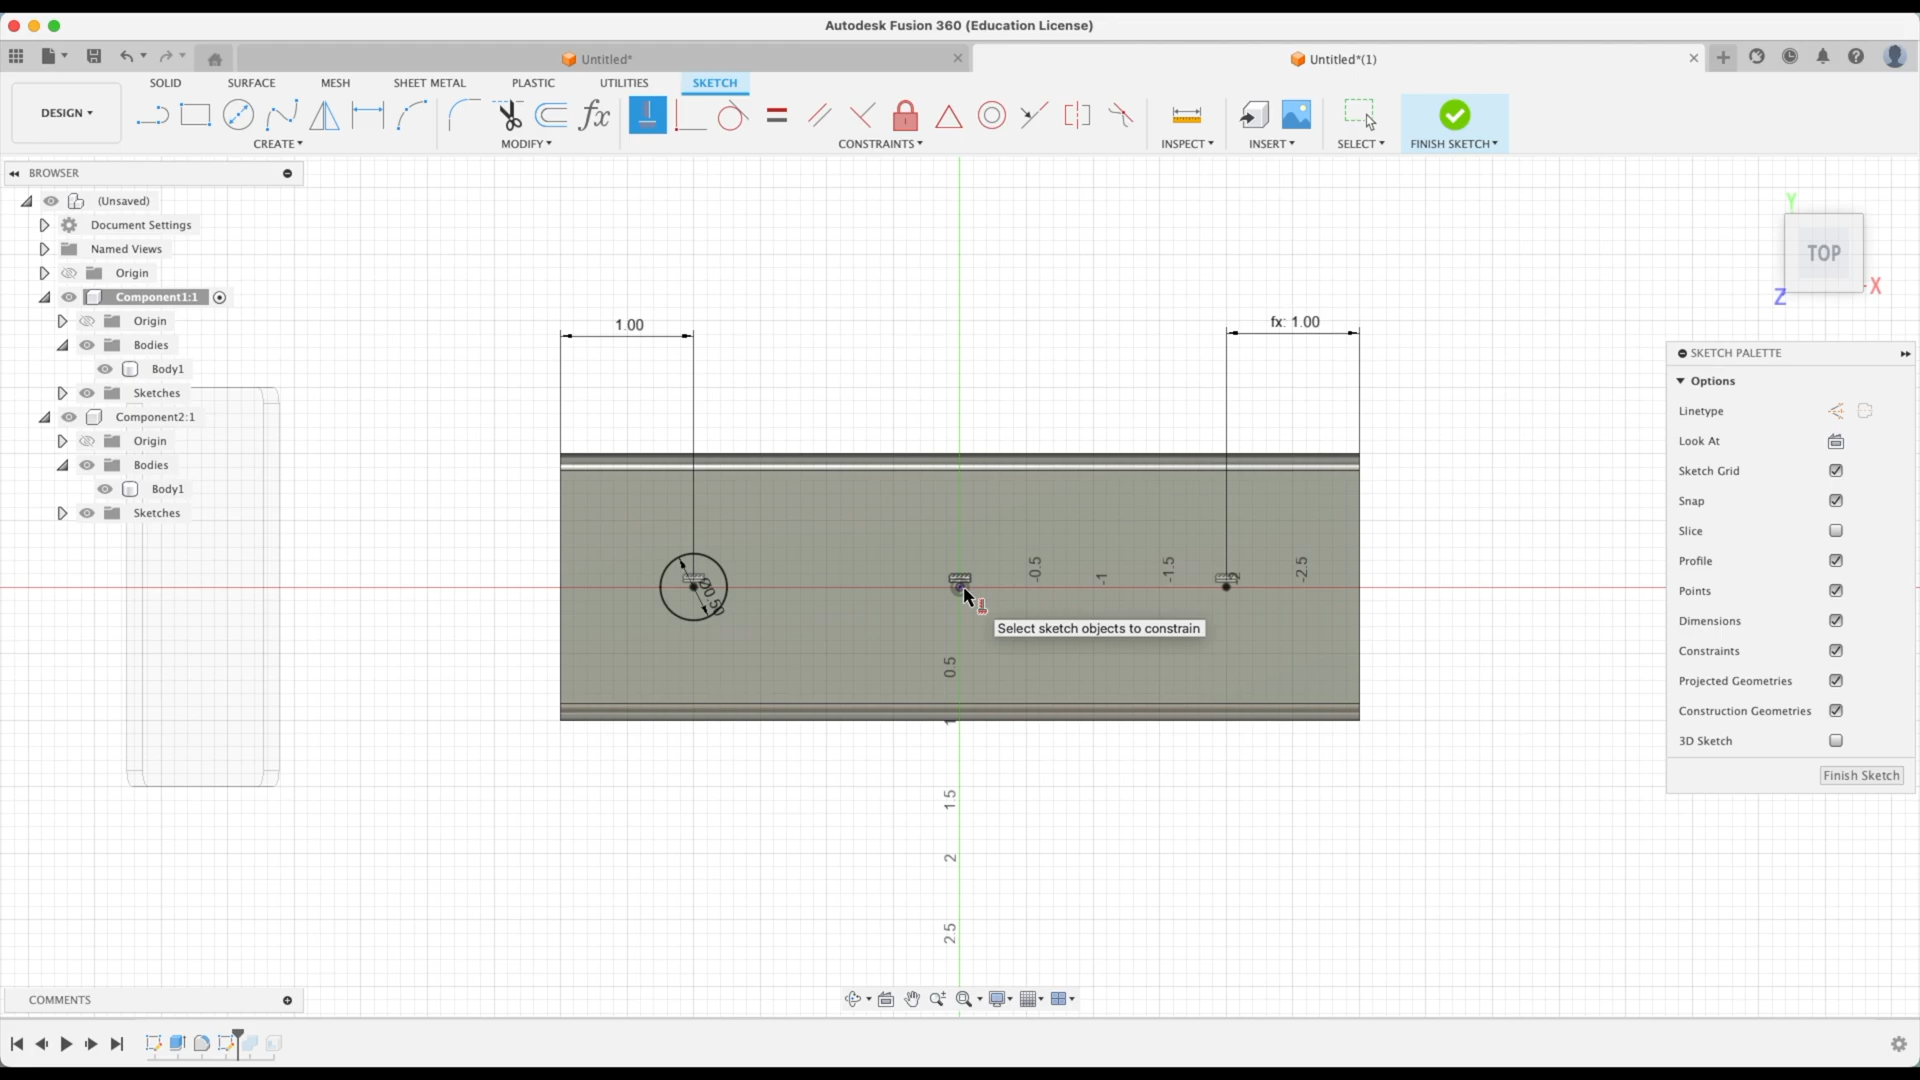 Autodesk Fusion 360 (Education License)
Untitled*
Untitled*(1)
SOLID
SURFACE
MESH
SHEET METAL
PLASTIC
UTILITIES
SKETCH
DESIGN
fx
CREATE
MODIFY
CONSTRAINTS
INSPECT
INSERT
SELECT
FINISH SKETCH
BROWSER
(Unsaved)
Document Settings
Named Views
Origin
Component1:1
Origin
Bodies
Body1
Sketches
Component2:1
Origin
Bodies
Body1
Sketches
Y
TOP
Z
X
1.00
fx: 1.00
Ø0.50
-0.5
-1
-1.5
-2.5
Select sketch objects to constrain
0.5
1
1.5
2
2.5
SKETCH PALETTE
Options
Linetype
Look At
Sketch Grid
Snap
Slice
Profile
Points
Dimensions
Constraints
Projected Geometries
Construction Geometries
3D Sketch
Finish Sketch
COMMENTS